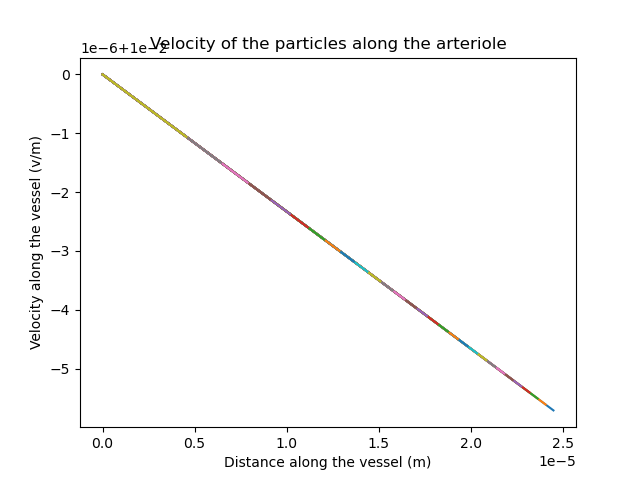 Velocity of the particles along the arteriole
1e−6+1e−2
0
−1
−2
−3
−4
−5
Velocity along the vessel (v/m)
0.0 0.5 1.0 1.5 2.0 2.5
1e−5
Distance along the vessel (m)